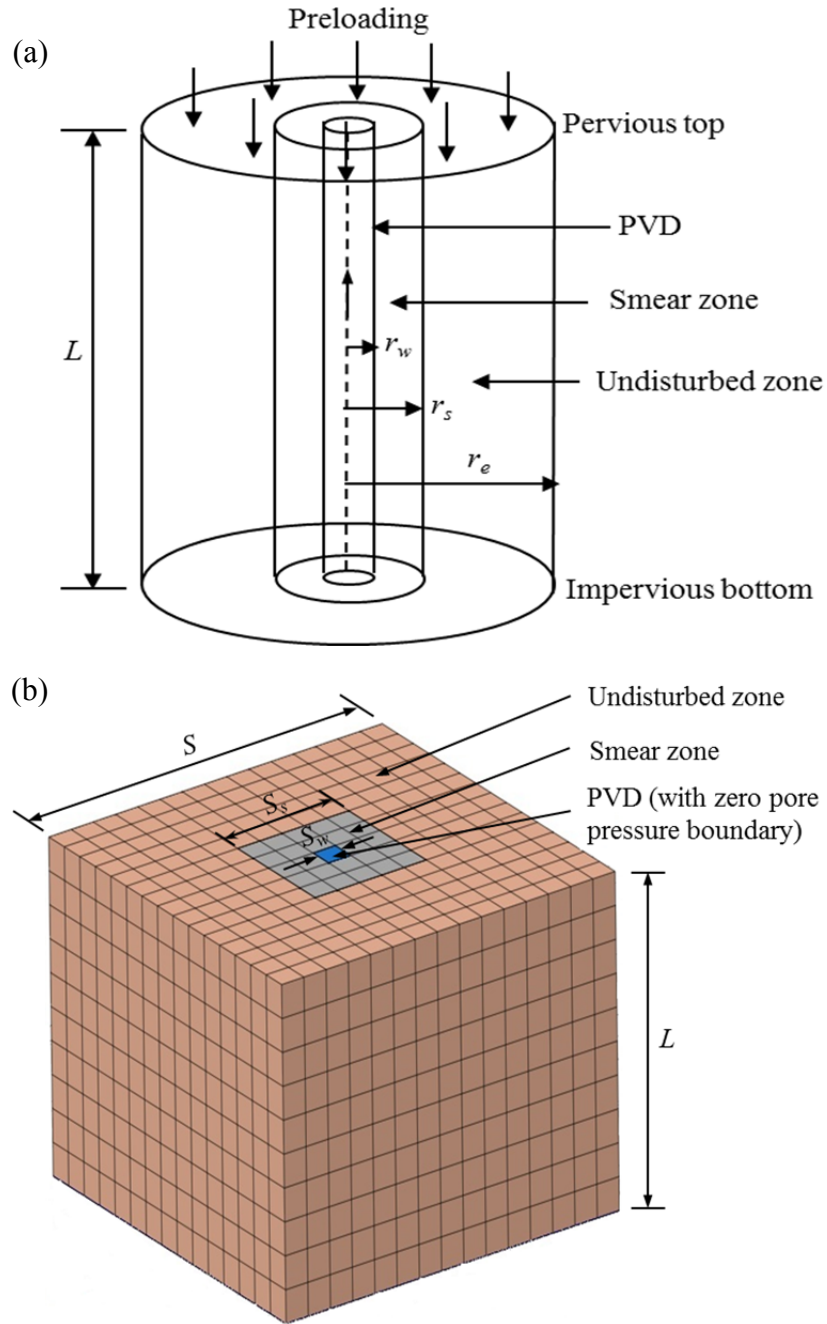 (a)
Preloading
Pervious top
PVD
Smear zone
L
r_w
Undisturbed zone
r_s
r_e
Impervious bottom
(b)
Undisturbed zone
S
Smear zone
S_s
PVD (with zero pore
pressure boundary)
S_w
L